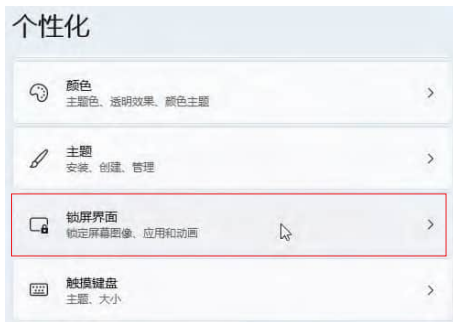 个性化
颜色
主题色、透明效果、颜色主题
主题
安装、创建、管理
锁屏界面
锁定屏幕图像、应用和动画
触摸键盘
主题、大小